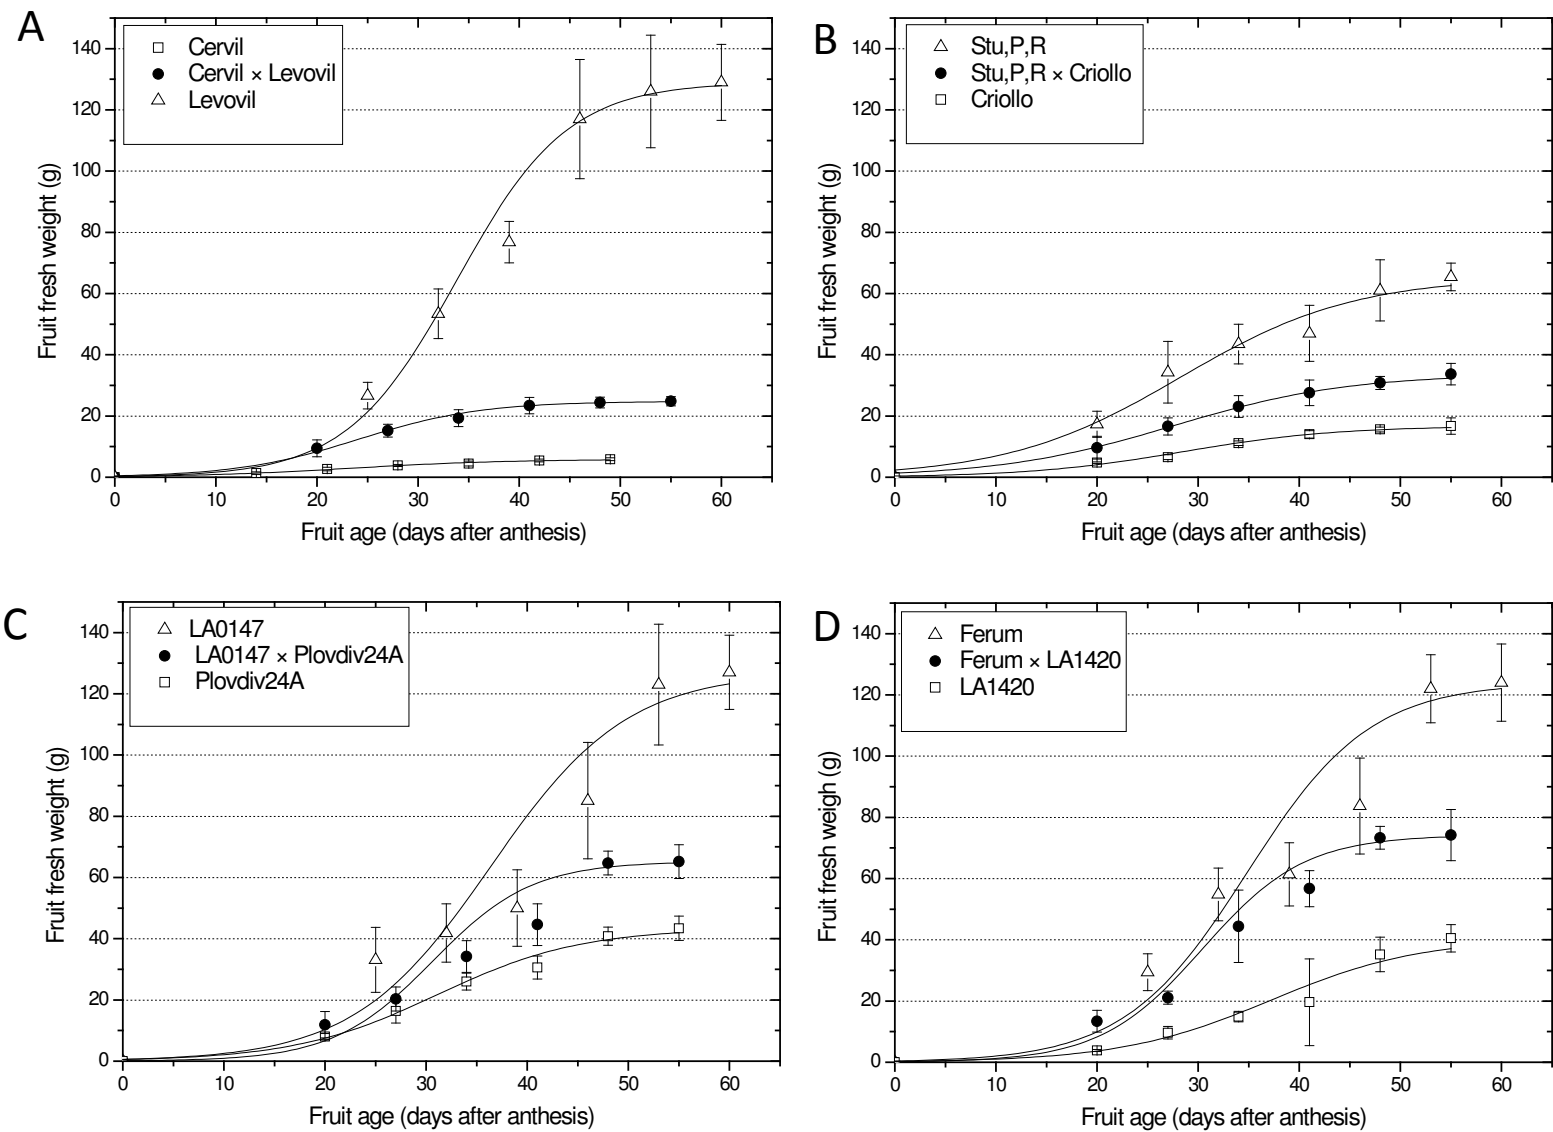 A
Cervil
Cervil × Levovil
Levovil
140
120
100
80
60
40
20
0
Fruit fresh weight (g)
0 10 20 30 40 50 60
Fruit age (days after anthesis)
B
Stu,P,R
Stu,P,R × Criollo
Criollo
140
120
100
80
60
40
20
0
Fruit fresh weight (g)
0 10 20 30 40 50 60
Fruit age (days after anthesis)
C
LA0147
LA0147 × Plovdiv24A
Plovdiv24A
140
120
100
80
60
40
20
0
Fruit fresh weight (g)
0 10 20 30 40 50 60
Fruit age (days after anthesis)
D
Ferum
Ferum × LA1420
LA1420
140
120
100
80
60
40
20
0
Fruit fresh weigh (g)
0 10 20 30 40 50 60
Fruit age (days after anthesis)